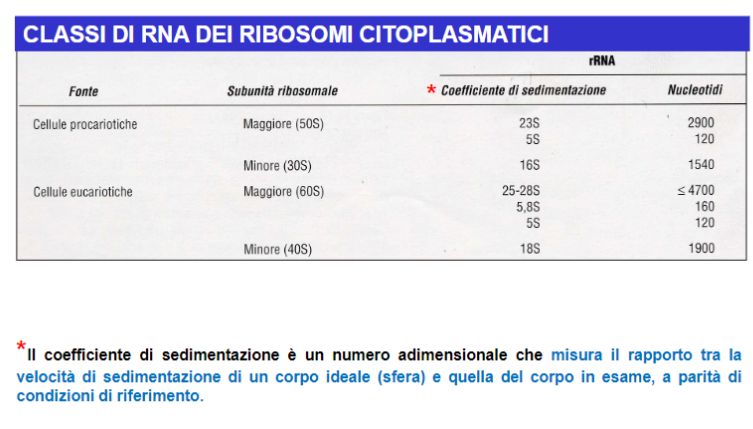 CLASSI DI RNA DEI RIBOSOMI CITOPLASMATICI
rRNA
Fonte Subunità ribosomale * Coefficiente di sedimentazione Nucleotidi
Cellule procariotiche Maggiore (50S) 23S 2900
5S 120
Minore (30S) 16S 1540
Cellule eucariotiche Maggiore (60S) 25-28S ≤ 4700
5,8S 160
5S 120
Minore (40S) 18S 1900
*Il coefficiente di sedimentazione è un numero adimensionale che misura il rapporto tra la
velocità di sedimentazione di un corpo ideale (sfera) e quella del corpo in esame, a parità di
condizioni di riferimento.